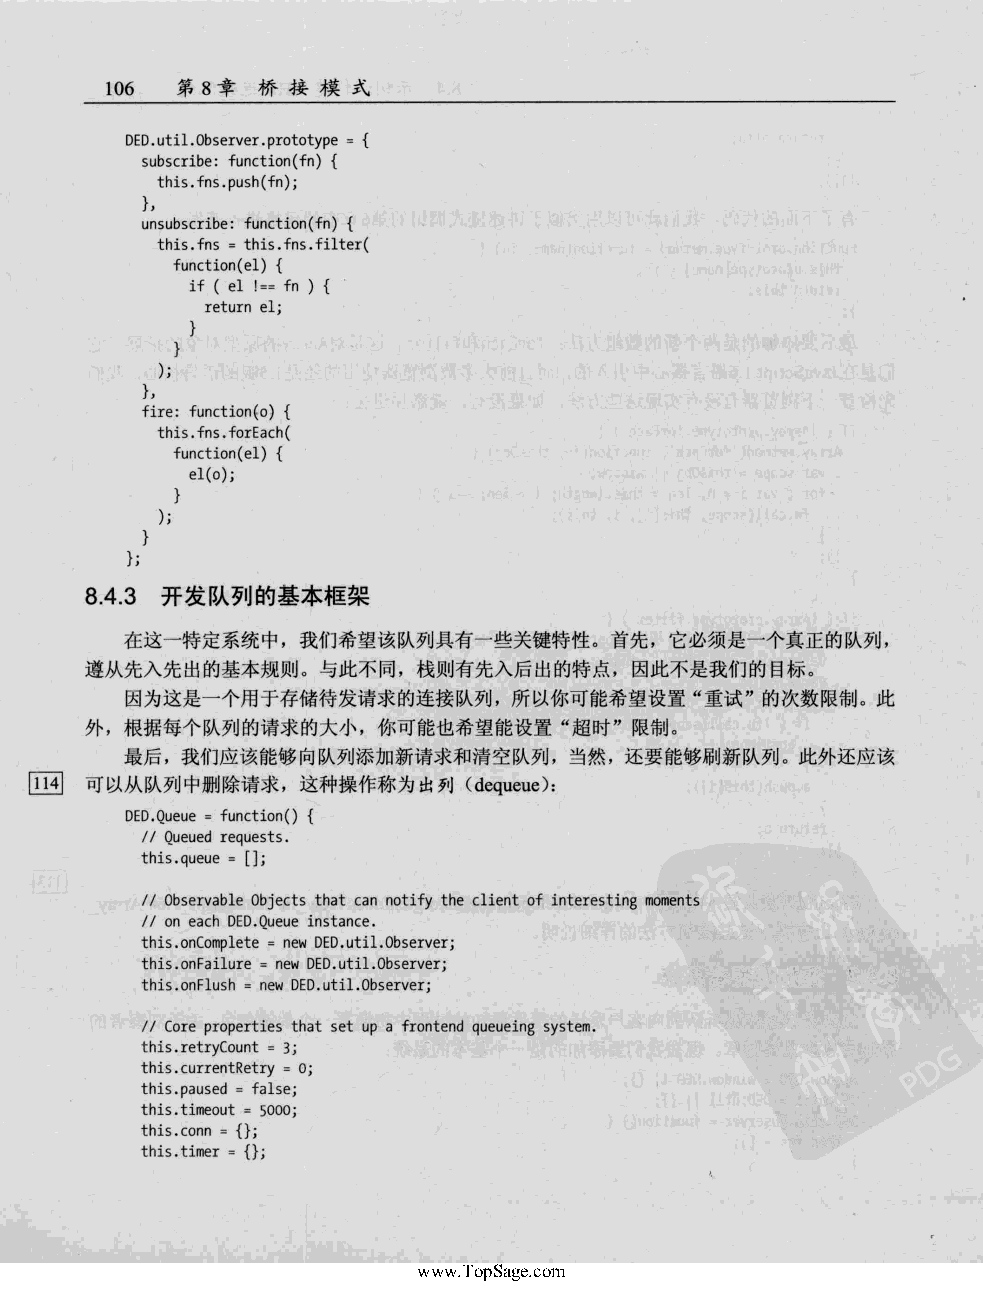 106 第8章 桥接模式
DED.util.Observer.prototype = {
subscribe: function(fn) {
this.fns.push(fn);
},
unsubscribe: function(fn) {
this.fns = this.fns.filter(
function(el) {
if ( el !== fn ) {
return el;
}
}
);
},
fire: function(o) {
this.fns.forEach(
function(el) {
el(o);
}
);
}
};
8.4.3 开发队列的基本框架
在这一特定系统中，我们希望该队列具有一些关键特性。首先，它必须是一个真正的队列，
遵从先入先出的基本规则。与此不同，栈则有先入后出的特点，因此不是我们的目标。
因为这是一个用于存储待发请求的连接队列，所以你可能希望设置“重试”的次数限制。此
外，根据每个队列的请求的大小，你可能也希望能设置“超时”限制。
最后，我们应该能够向队列添加新请求和清空队列，当然，还要能够刷新队列。此外还应该
114 可以从队列中删除请求，这种操作称为出列（dequeue）：
DED.Queue = function() {
// Queued requests.
this.queue = [];
// Observable Objects that can notify the client of interesting moments
// on each DED.Queue instance.
this.onComplete = new DED.util.Observer;
this.onFailure = new DED.util.Observer;
this.onFlush = new DED.util.Observer;
// Core properties that set up a frontend queueing system.
this.retryCount = 3;
this.currentRetry = 0;
this.paused = false;
this.timeout = 5000;
this.conn = {};
this.timer = {};
PDG
www.TopSage.com